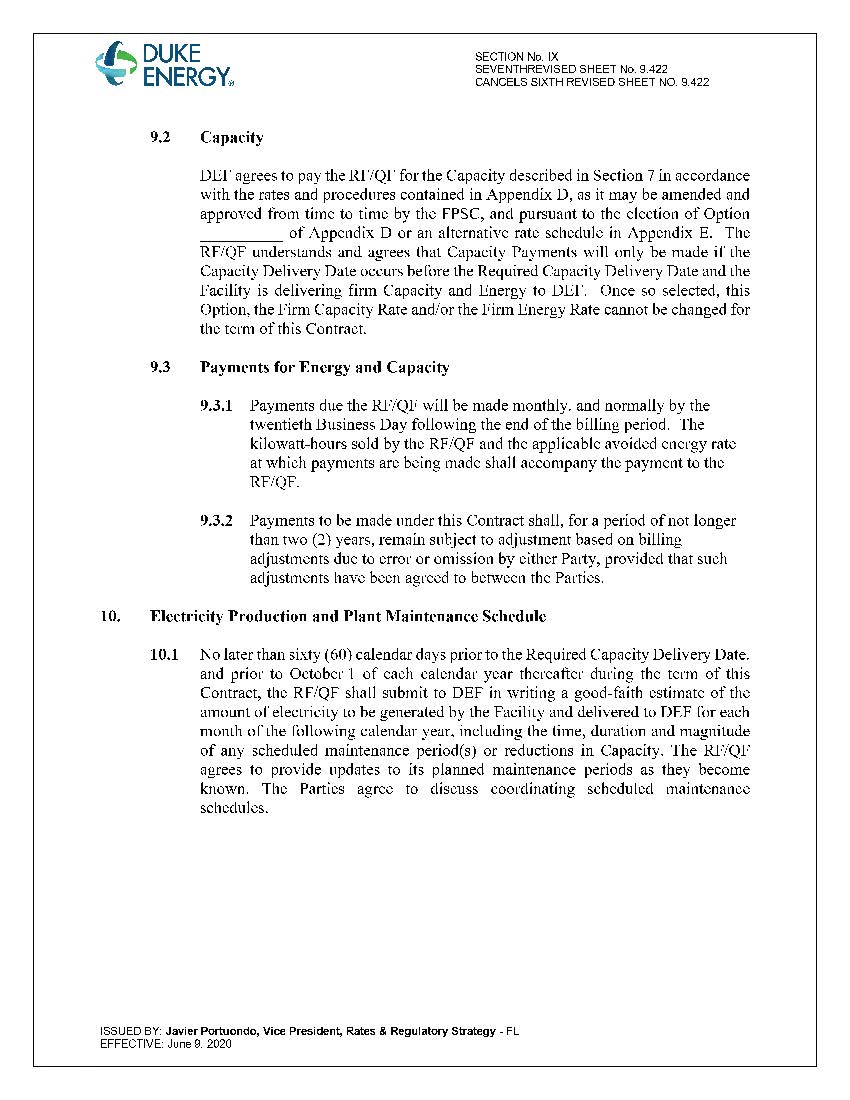 DUKE
ENERGY®
SECTION No. IX
SEVENTHREVISED SHEET No. 9.422
CANCELS SIXTH REVISED SHEET NO. 9.422
9.2 Capacity
DEF agrees to pay the RF/QF for the Capacity described in Section 7 in accordance
with the rates and procedures contained in Appendix D, as it may be amended and
approved from time to time by the FPSC, and pursuant to the election of Option
__________ of Appendix D or an alternative rate schedule in Appendix E. The
RF/QF understands and agrees that Capacity Payments will only be made if the
Capacity Delivery Date occurs before the Required Capacity Delivery Date and the
Facility is delivering firm Capacity and Energy to DEF. Once so selected, this
Option, the Firm Capacity Rate and/or the Firm Energy Rate cannot be changed for
the term of this Contract.
9.3 Payments for Energy and Capacity
9.3.1 Payments due the RF/QF will be made monthly, and normally by the
twentieth Business Day following the end of the billing period. The
kilowatt-hours sold by the RF/QF and the applicable avoided energy rate
at which payments are being made shall accompany the payment to the
RF/QF.
9.3.2 Payments to be made under this Contract shall, for a period of not longer
than two (2) years, remain subject to adjustment based on billing
adjustments due to error or omission by either Party, provided that such
adjustments have been agreed to between the Parties.
10. Electricity Production and Plant Maintenance Schedule
10.1 No later than sixty (60) calendar days prior to the Required Capacity Delivery Date,
and prior to October 1 of each calendar year thereafter during the term of this
Contract, the RF/QF shall submit to DEF in writing a good-faith estimate of the
amount of electricity to be generated by the Facility and delivered to DEF for each
month of the following calendar year, including the time, duration and magnitude
of any scheduled maintenance period(s) or reductions in Capacity. The RF/QF
agrees to provide updates to its planned maintenance periods as they become
known. The Parties agree to discuss coordinating scheduled maintenance
schedules.
ISSUED BY: Javier Portuondo, Vice President, Rates & Regulatory Strategy - FL
EFFECTIVE: June 9, 2020